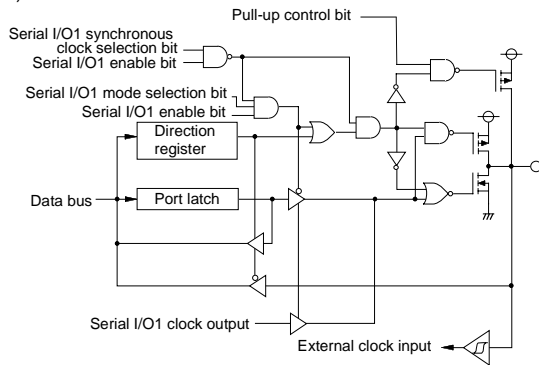 Pull-up control bit
Serial I/O1 synchronous
clock selection bit
Serial I/O1 enable bit
Serial I/O1 mode selection bit
Serial I/O1 enable bit
Direction
register
Data bus
Port latch
Serial I/O1 clock output
External clock input